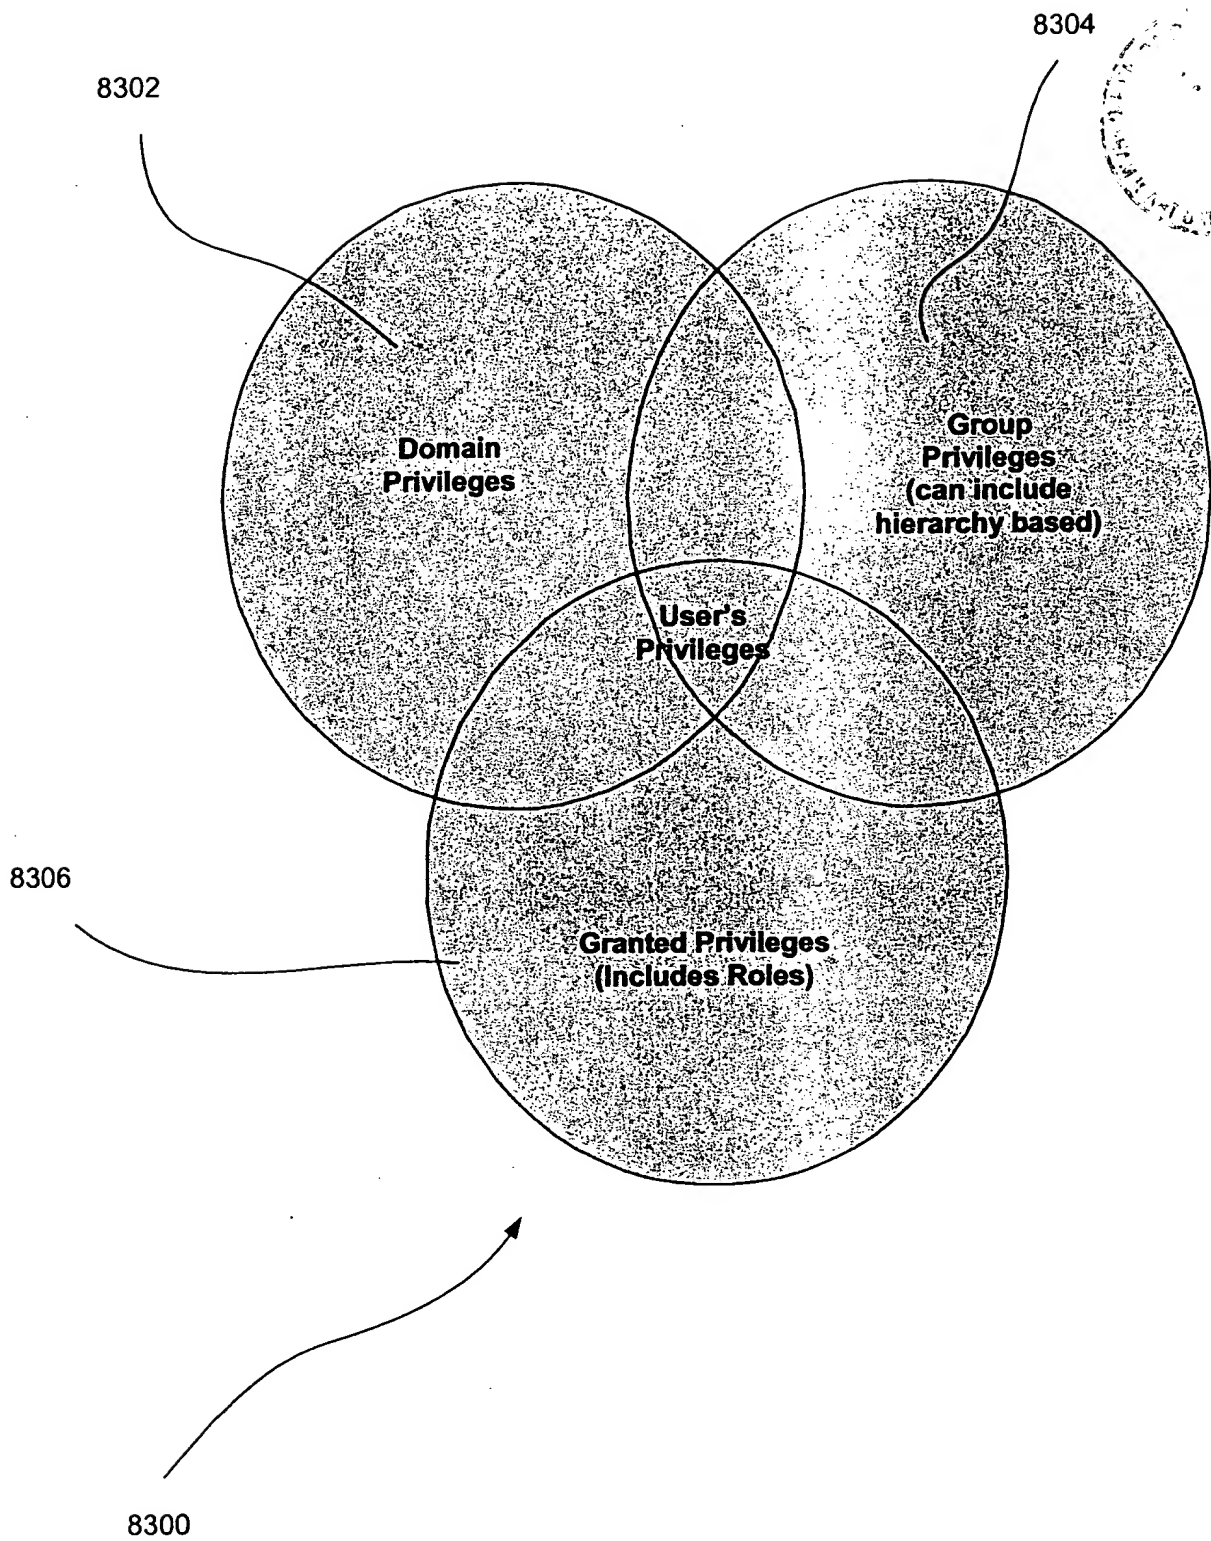 8304
8302
Domain
Privileges
Group
Privileges
(can include
hierarchy based)
User's
Privileges
8306
Granted Privileges
(Includes Roles)
8300